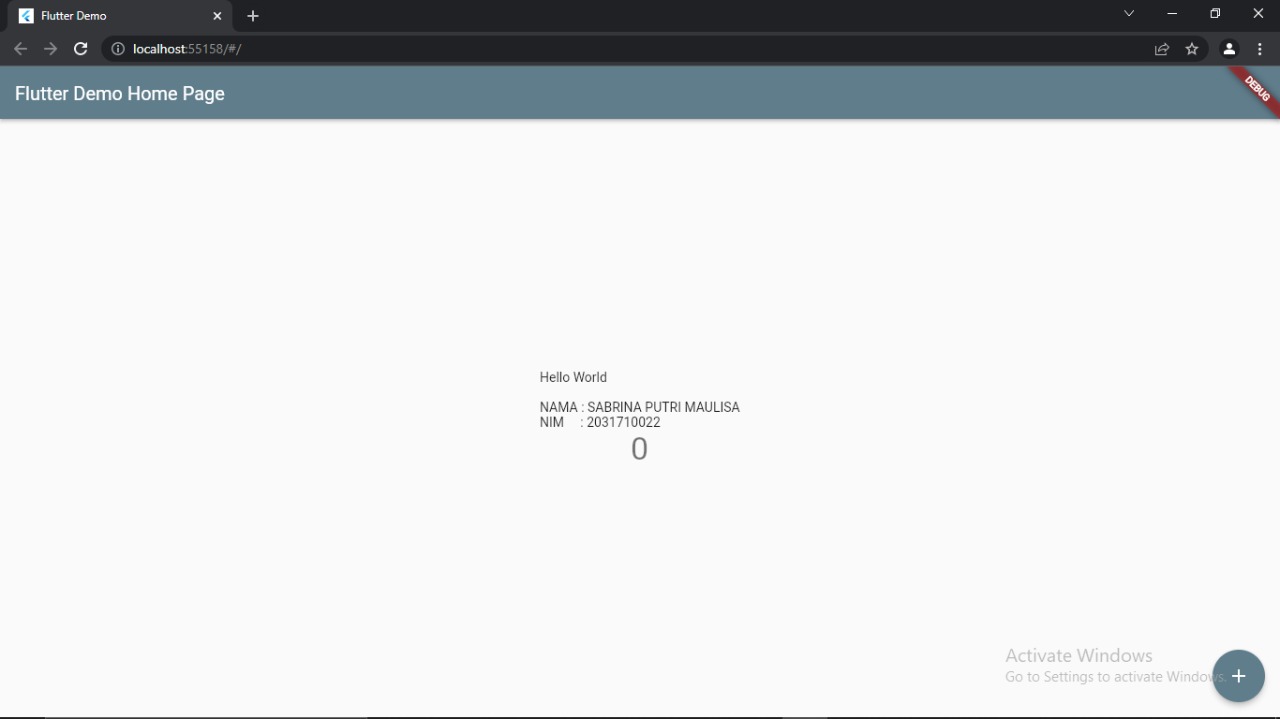 Flutter Demo
localhost:55158/#/
Flutter Demo Home Page
DEBUG
Hello World
NAMA : SABRINA PUTRI MAULISA
NIM : 2031710022
0
Activate Windows
Go to Settings to activate Windows.
+